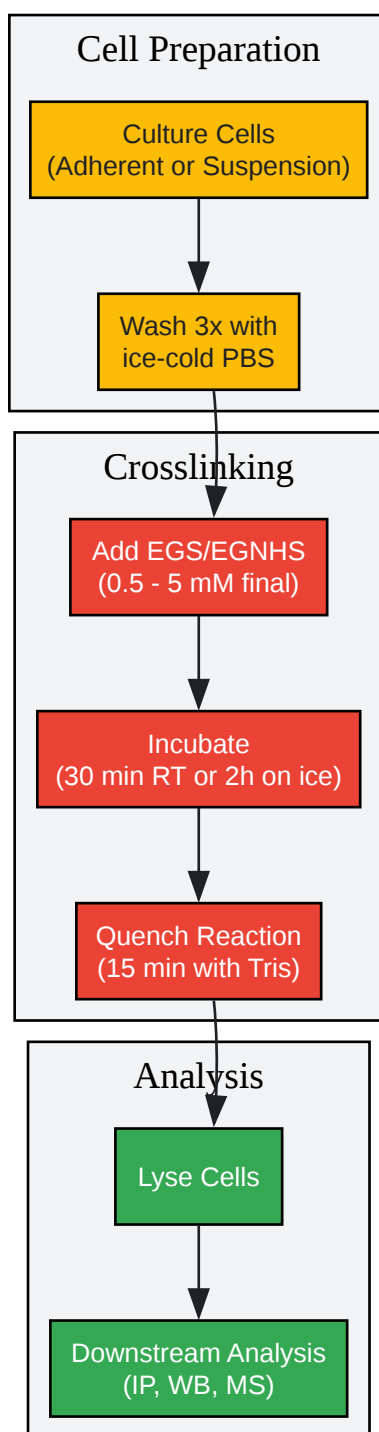 Cell Preparation
Culture Cells
(Adherent or Suspension)
Wash 3x with
ice-cold PBS
Crosslinking
Add EGS/EGNHS
(0.5 - 5 mM final)
Incubate
(30 min RT or 2h on ice)
Quench Reaction
(15 min with Tris)
Analysis
Lyse Cells
Downstream Analysis
(IP, WB, MS)